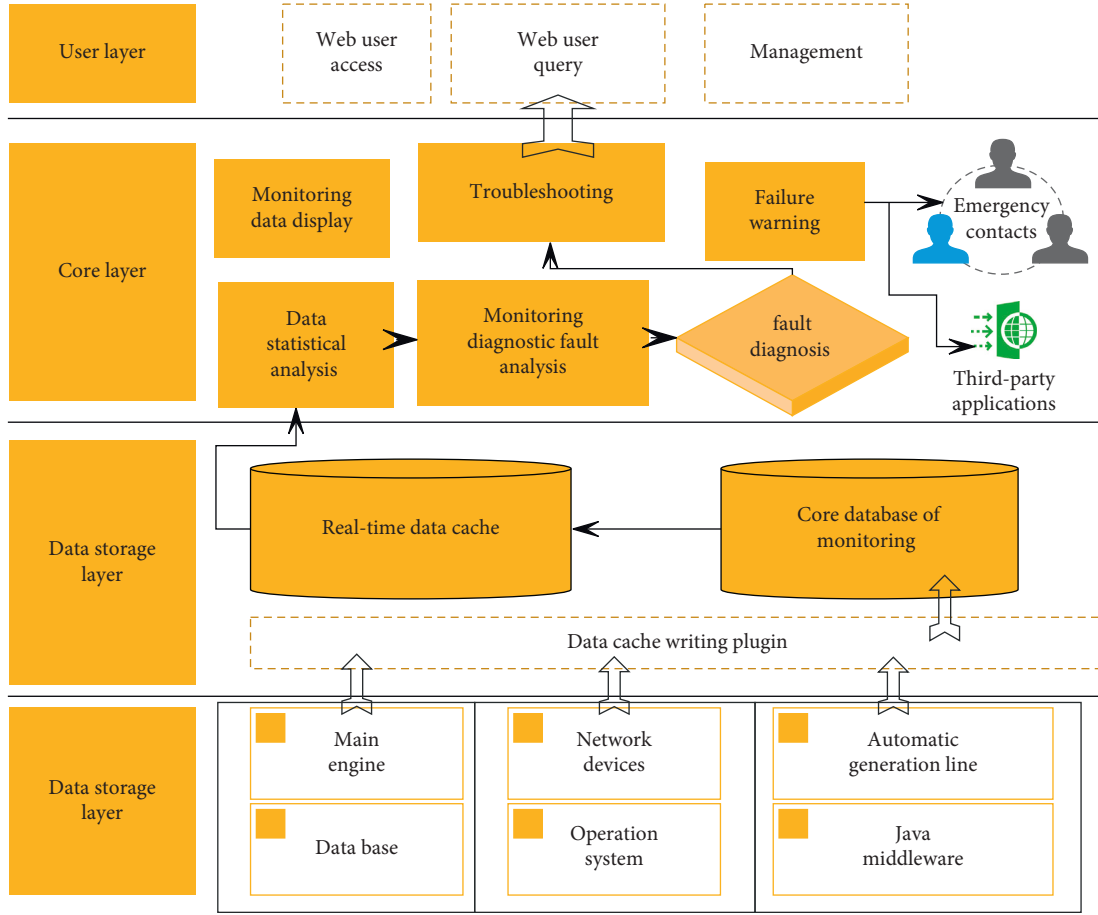 User layer
Web user
access
Web user
query
Management
Core layer
Monitoring
data display
Troubleshooting
Failure
warning
Emergency
contacts
Data
statistical
analysis
Monitoring
diagnostic fault
analysis
fault
diagnosis
Third-party
applications
Data storage
layer
Real-time data cache
Core database of
monitoring
Data cache writing plugin
Data storage
layer
Main
engine
Network
devices
Automatic
generation line
Data base
Operation
system
Java
middleware